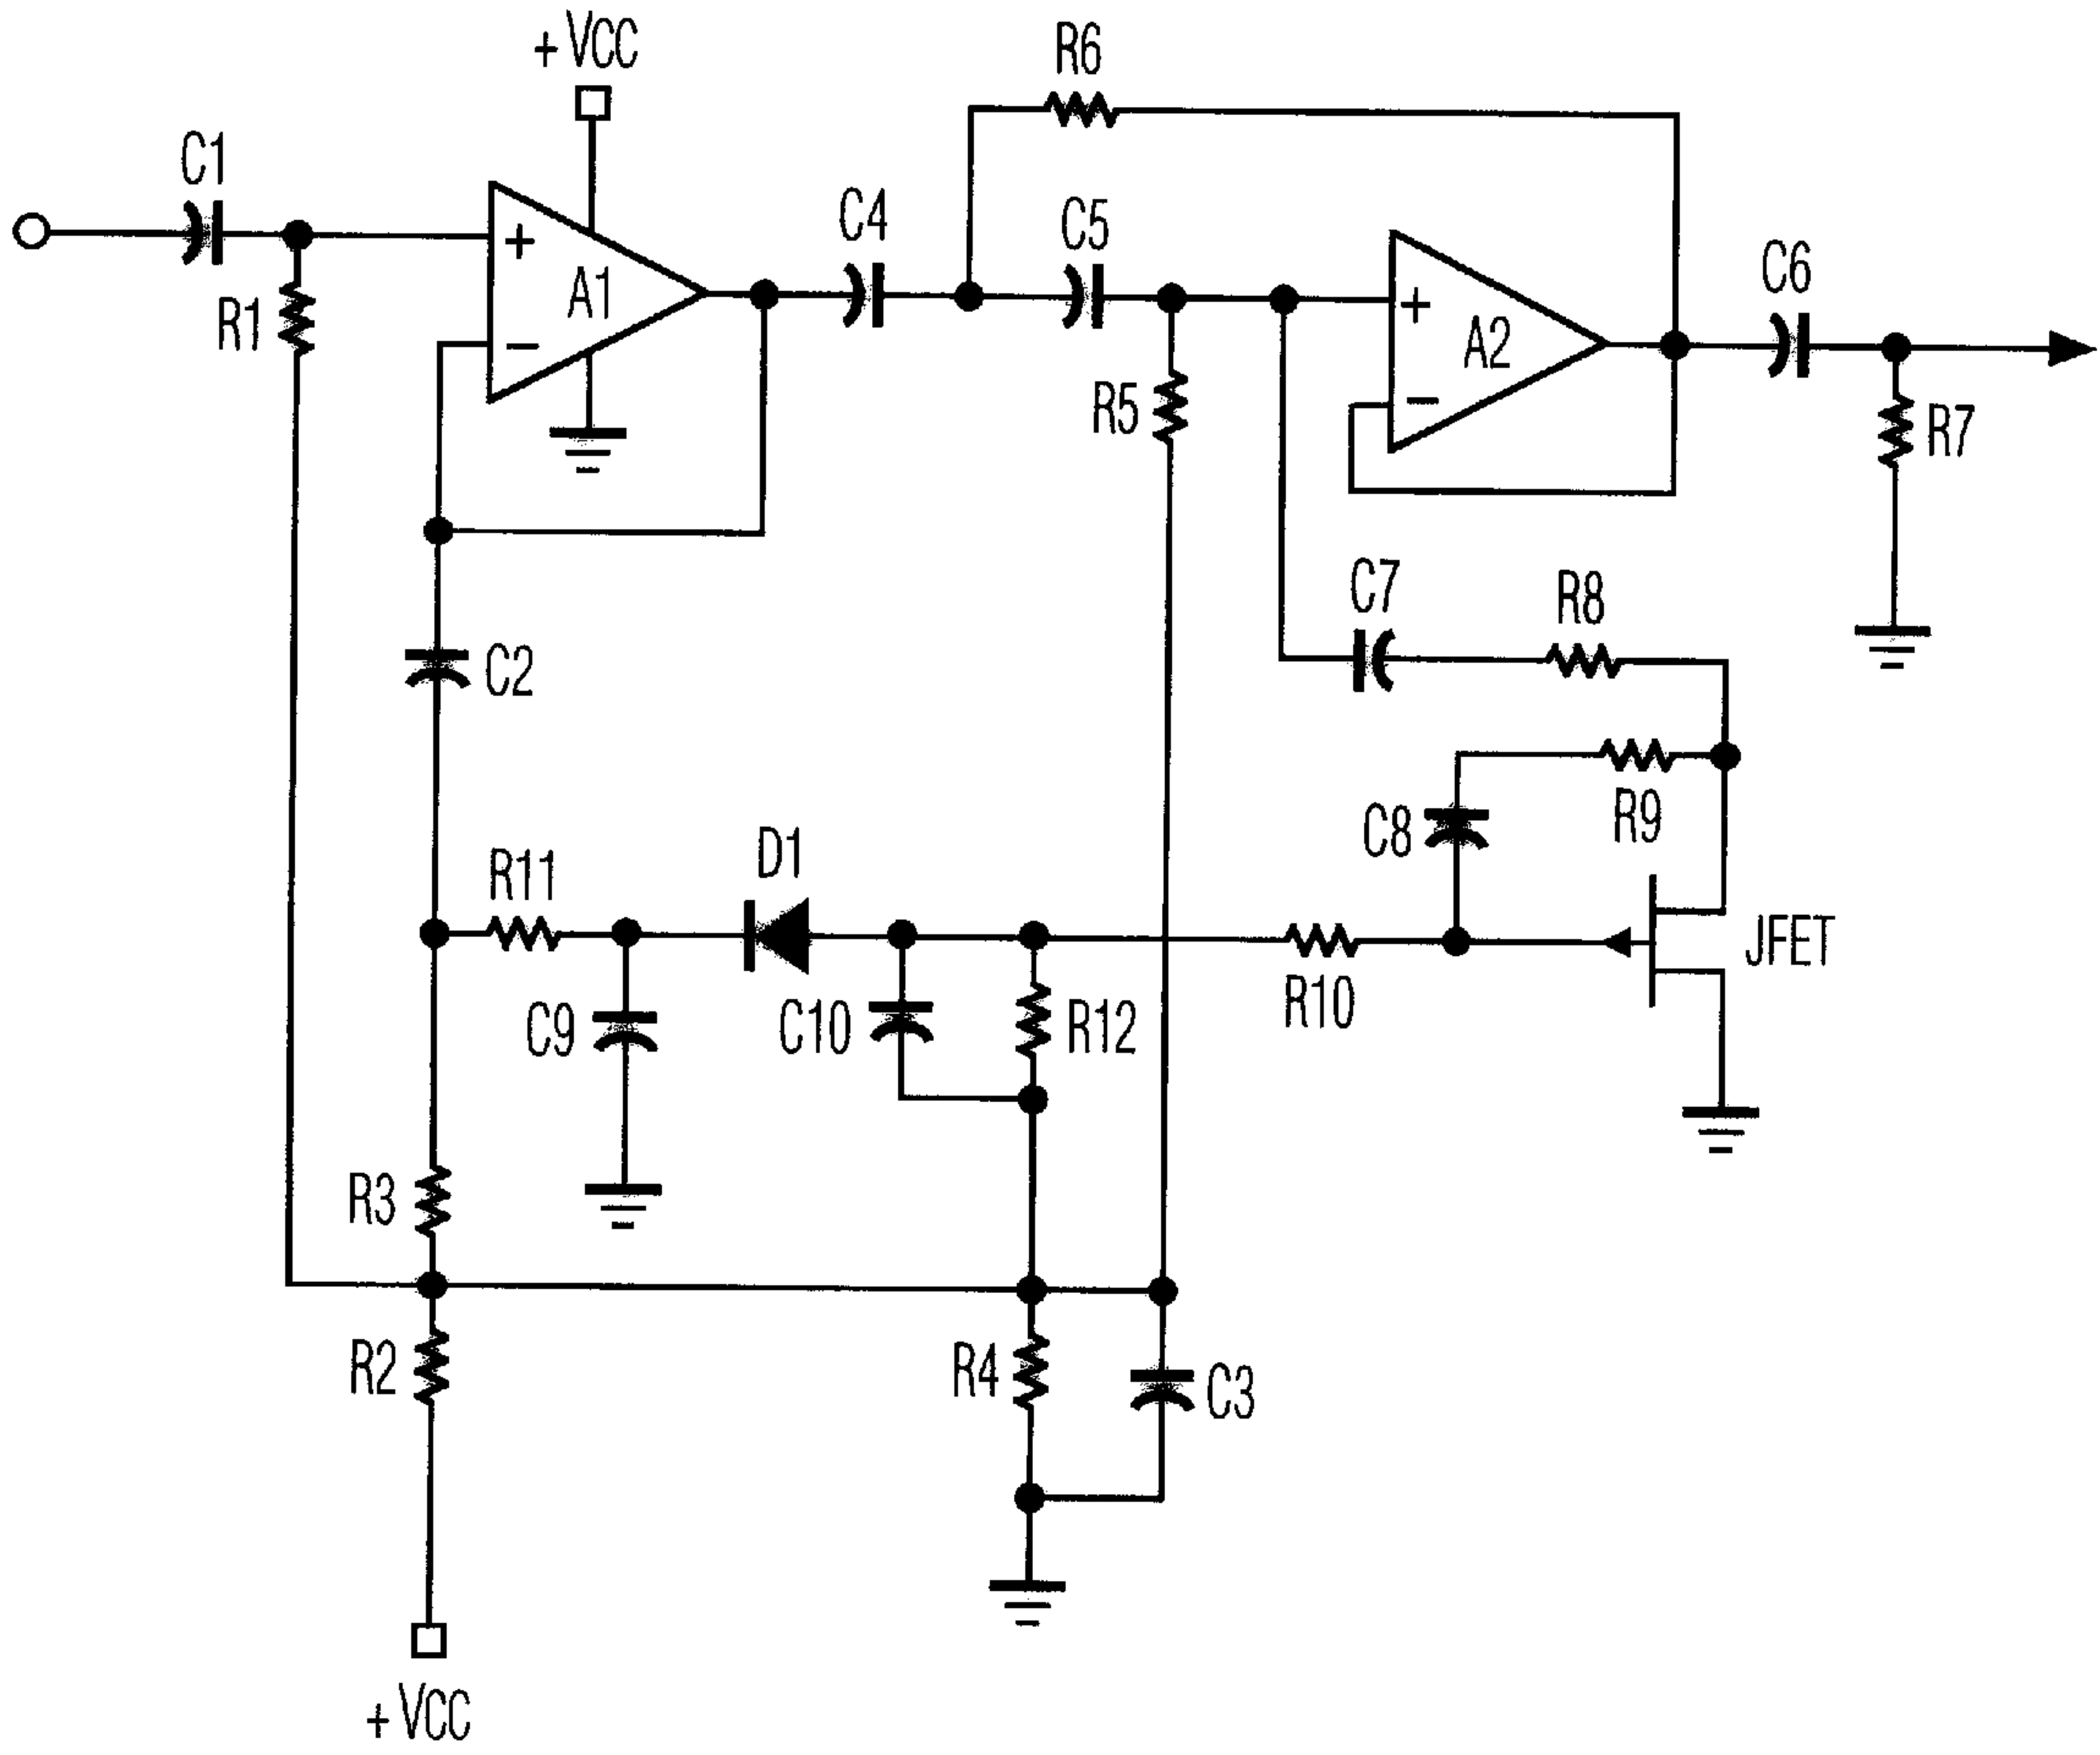 + VCC
R6
C1
C4
C5
C6
+
A1
−
R1
+
A2
−
R5
R7
C7
R8
C2
D1
R11
C8
R9
JFET
C9
C10
R12
R10
R3
R2
R4
C3
+ VCC